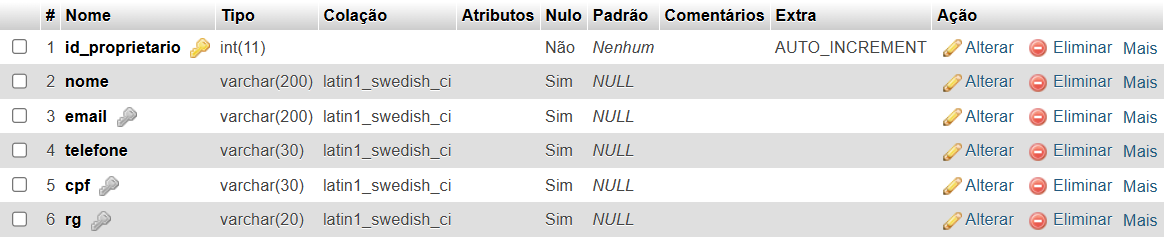 # Nome Tipo Colação Atributos Nulo Padrão Comentários Extra Ação
1 id_proprietario int(11) Não Nenhum AUTO_INCREMENT Alterar Eliminar Mais
2 nome varchar(200) latin1_swedish_ci Sim NULL Alterar Eliminar Mais
3 email varchar(200) latin1_swedish_ci Sim NULL Alterar Eliminar Mais
4 telefone varchar(30) latin1_swedish_ci Sim NULL Alterar Eliminar Mais
5 cpf varchar(30) latin1_swedish_ci Sim NULL Alterar Eliminar Mais
6 rg varchar(20) latin1_swedish_ci Sim NULL Alterar Eliminar Mais